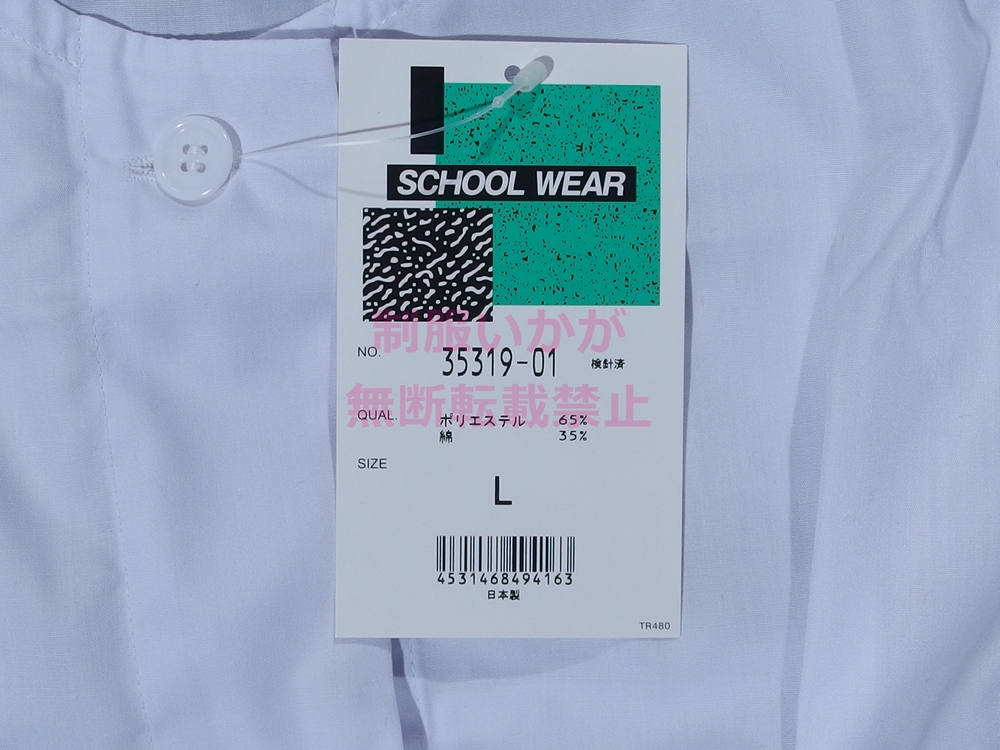 SCHOOL WEAR
制服いかが
NO. 35319-01 検針済
無断転載禁止
QUAL. ポリエステル 65%
綿 35%
SIZE
L
4531468494163
日本製
TR480